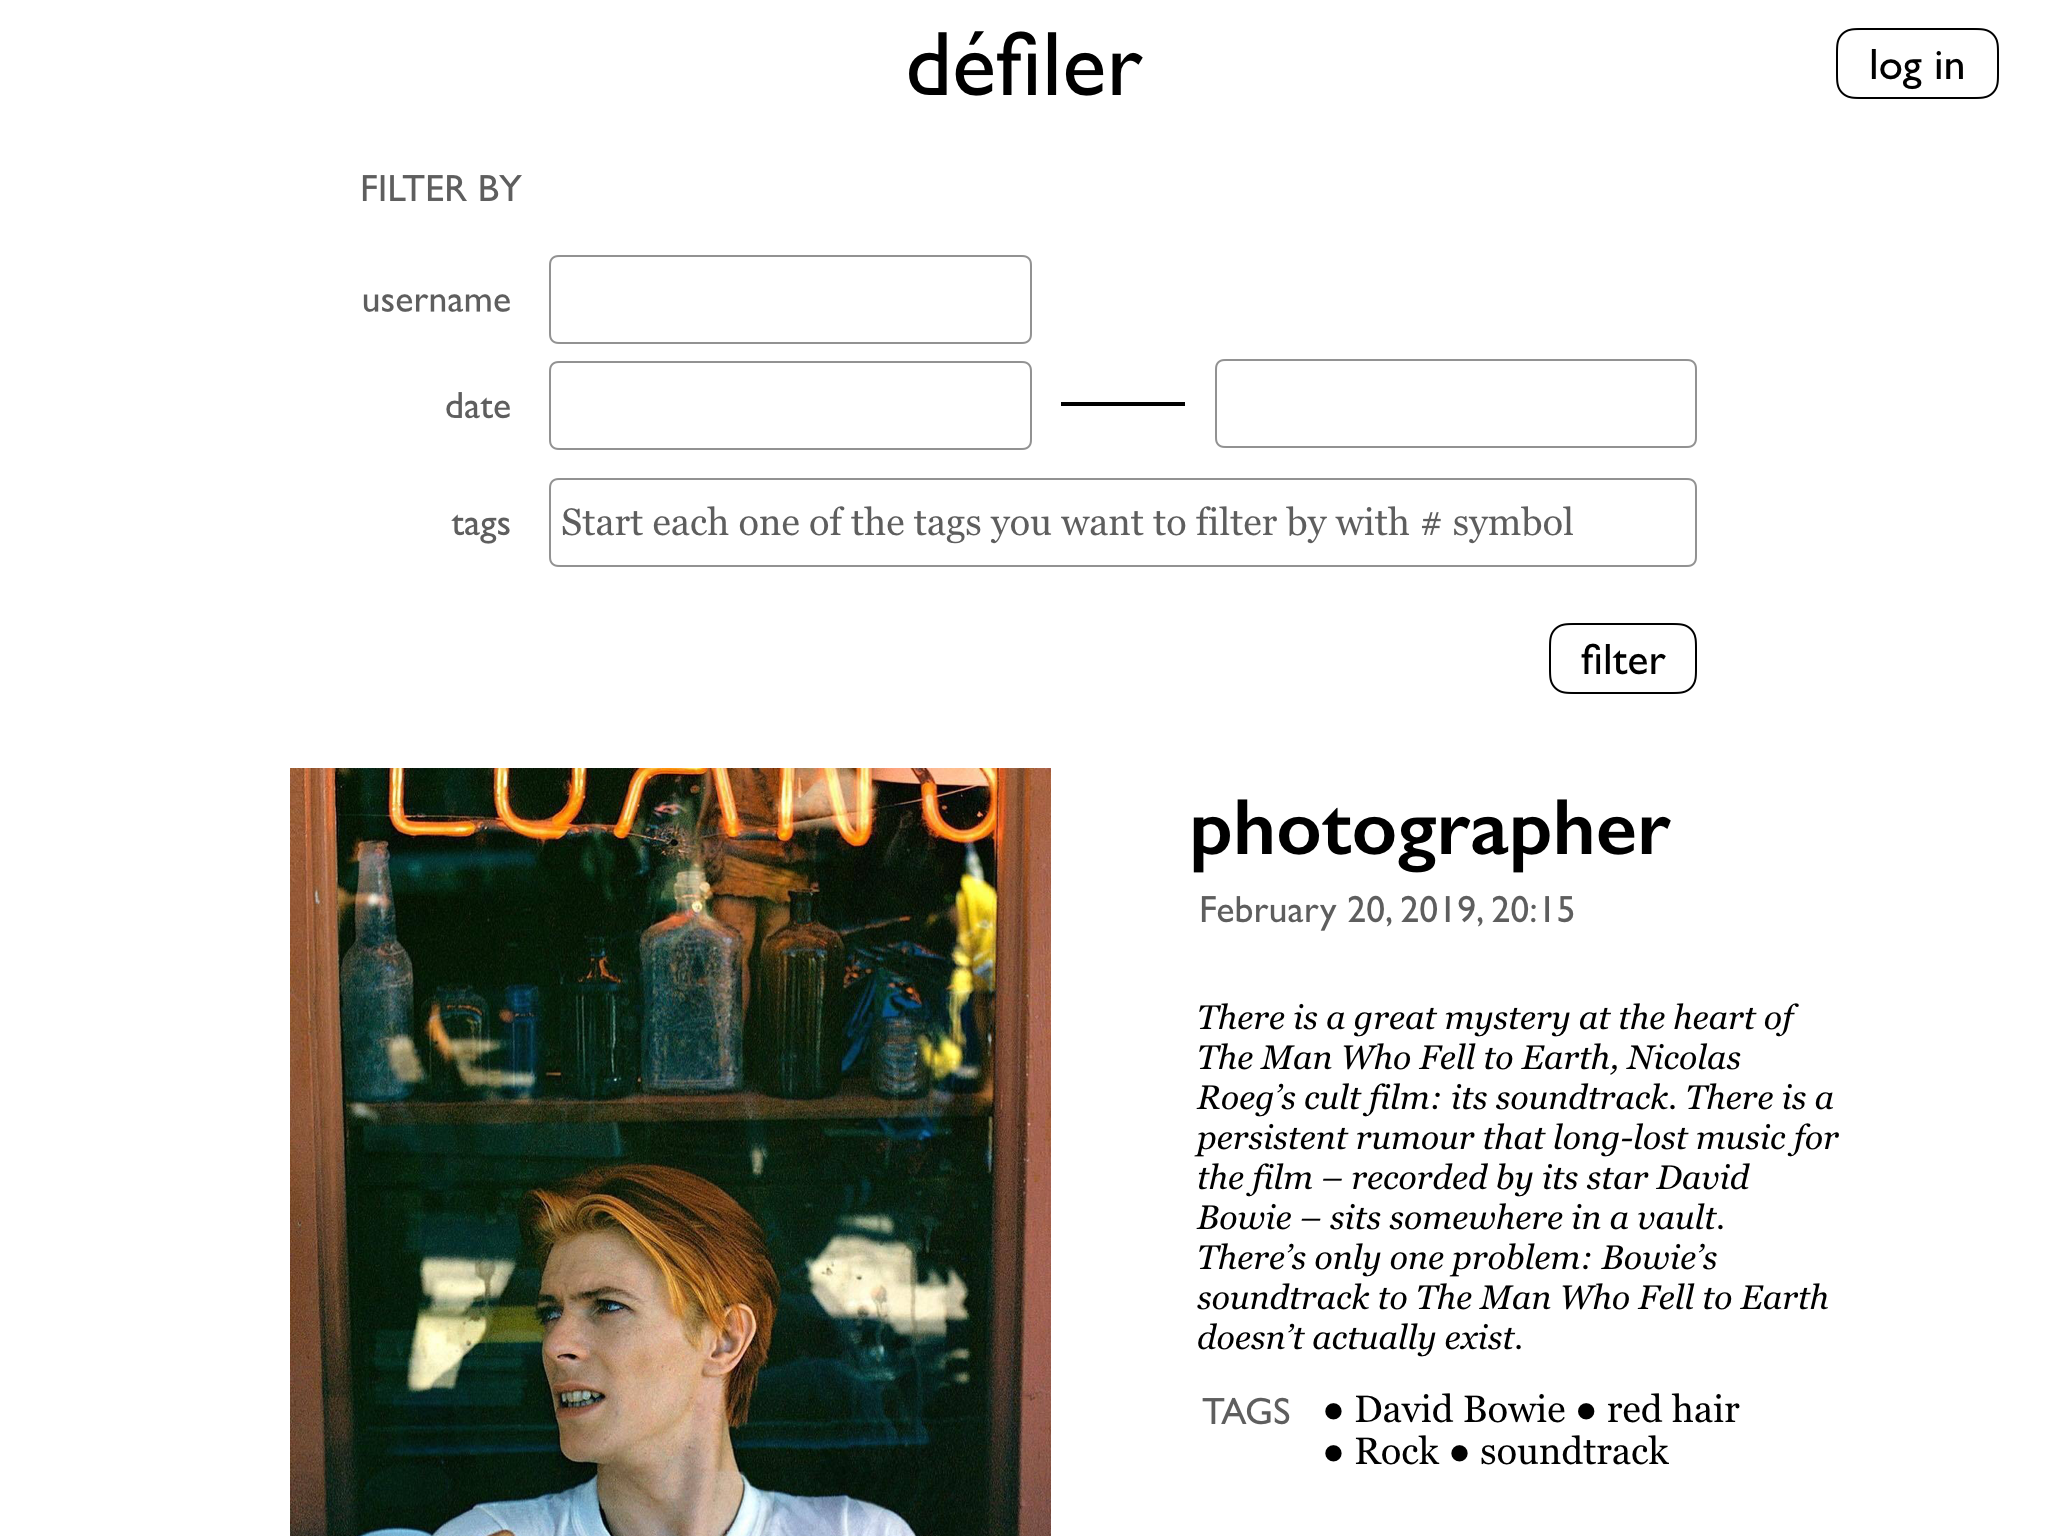 défiler
log in
FILTER BY
username
date
tags
Start each one of the tags you want to filter by with # symbol
filter
LOANS
photographer
February 20, 2019, 20:15
There is a great mystery at the heart of
The Man Who Fell to Earth, Nicolas
Roeg’s cult film: its soundtrack. There is a
persistent rumour that long-lost music for
the film – recorded by its star David
Bowie – sits somewhere in a vault.
There’s only one problem: Bowie’s
soundtrack to The Man Who Fell to Earth
doesn’t actually exist.
TAGS
● David Bowie ● red hair
● Rock ● soundtrack